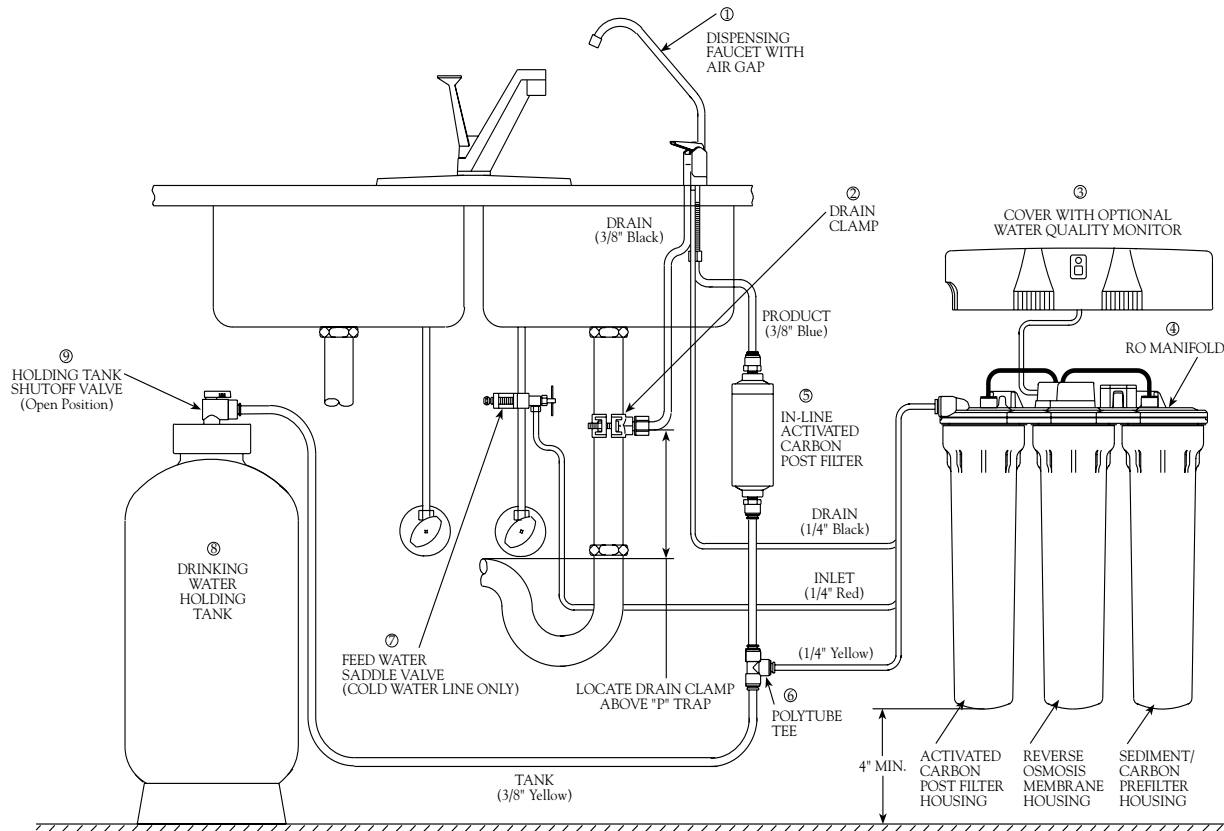 ①
DISPENSING
FAUCET WITH
AIR GAP
②
DRAIN
CLAMP
DRAIN
(3/8" Black)
③
COVER WITH OPTIONAL
WATER QUALITY MONITOR
PRODUCT
(3/8" Blue)
④
RO MANIFOLD
⑨
HOLDING TANK
SHUTOFF VALVE
(Open Position)
⑤
IN-LINE
ACTIVATED
CARBON
POST FILTER
DRAIN
(1/4" Black)
⑧
DRINKING
WATER
HOLDING
TANK
INLET
(1/4" Red)
⑦
FEED WATER
SADDLE VALVE
(COLD WATER LINE ONLY)
(1/4" Yellow)
LOCATE DRAIN CLAMP
ABOVE "P" TRAP
⑥
POLYTUBE
TEE
TANK
(3/8" Yellow)
4" MIN.
ACTIVATED
CARBON
POST FILTER
HOUSING
REVERSE
OSMOSIS
MEMBRANE
HOUSING
SEDIMENT/
CARBON
PREFILTER
HOUSING